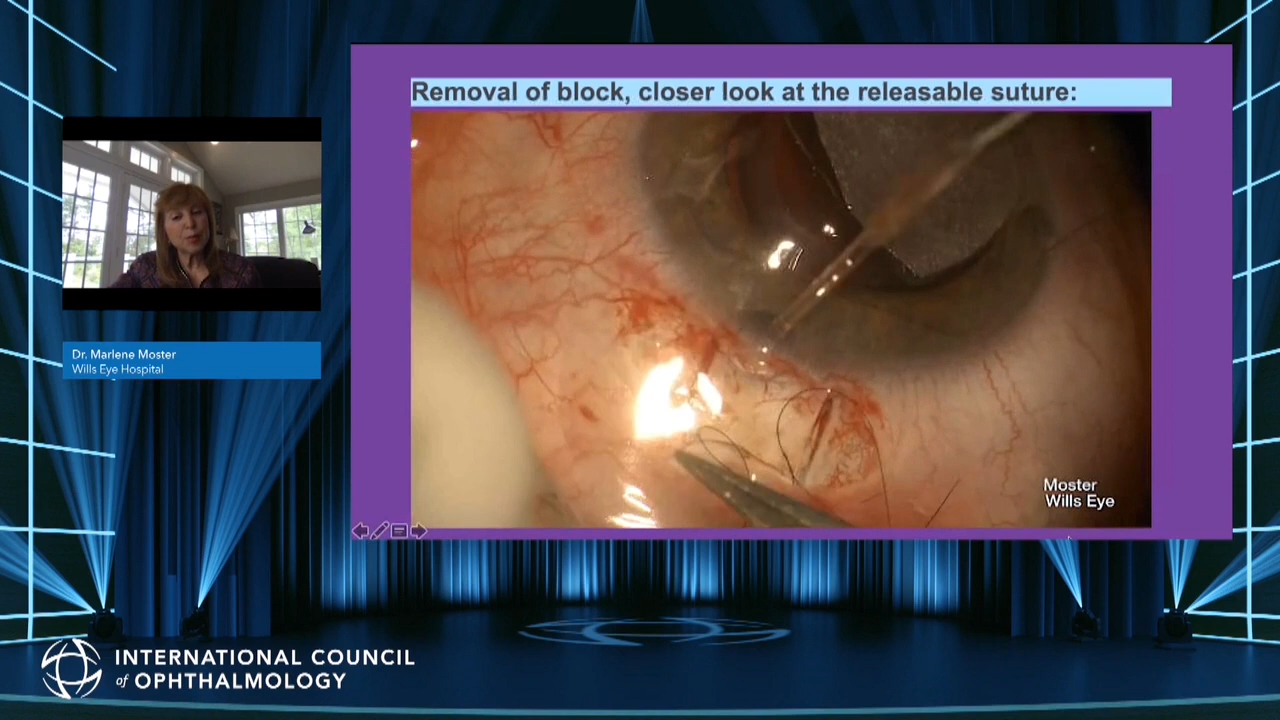 Removal of block, closer look at the releasable suture:
Dr. Marlene Moster
Wills Eye Hospital
Moster
Wills Eye
INTERNATIONAL COUNCIL
of OPHTHALMOLOGY